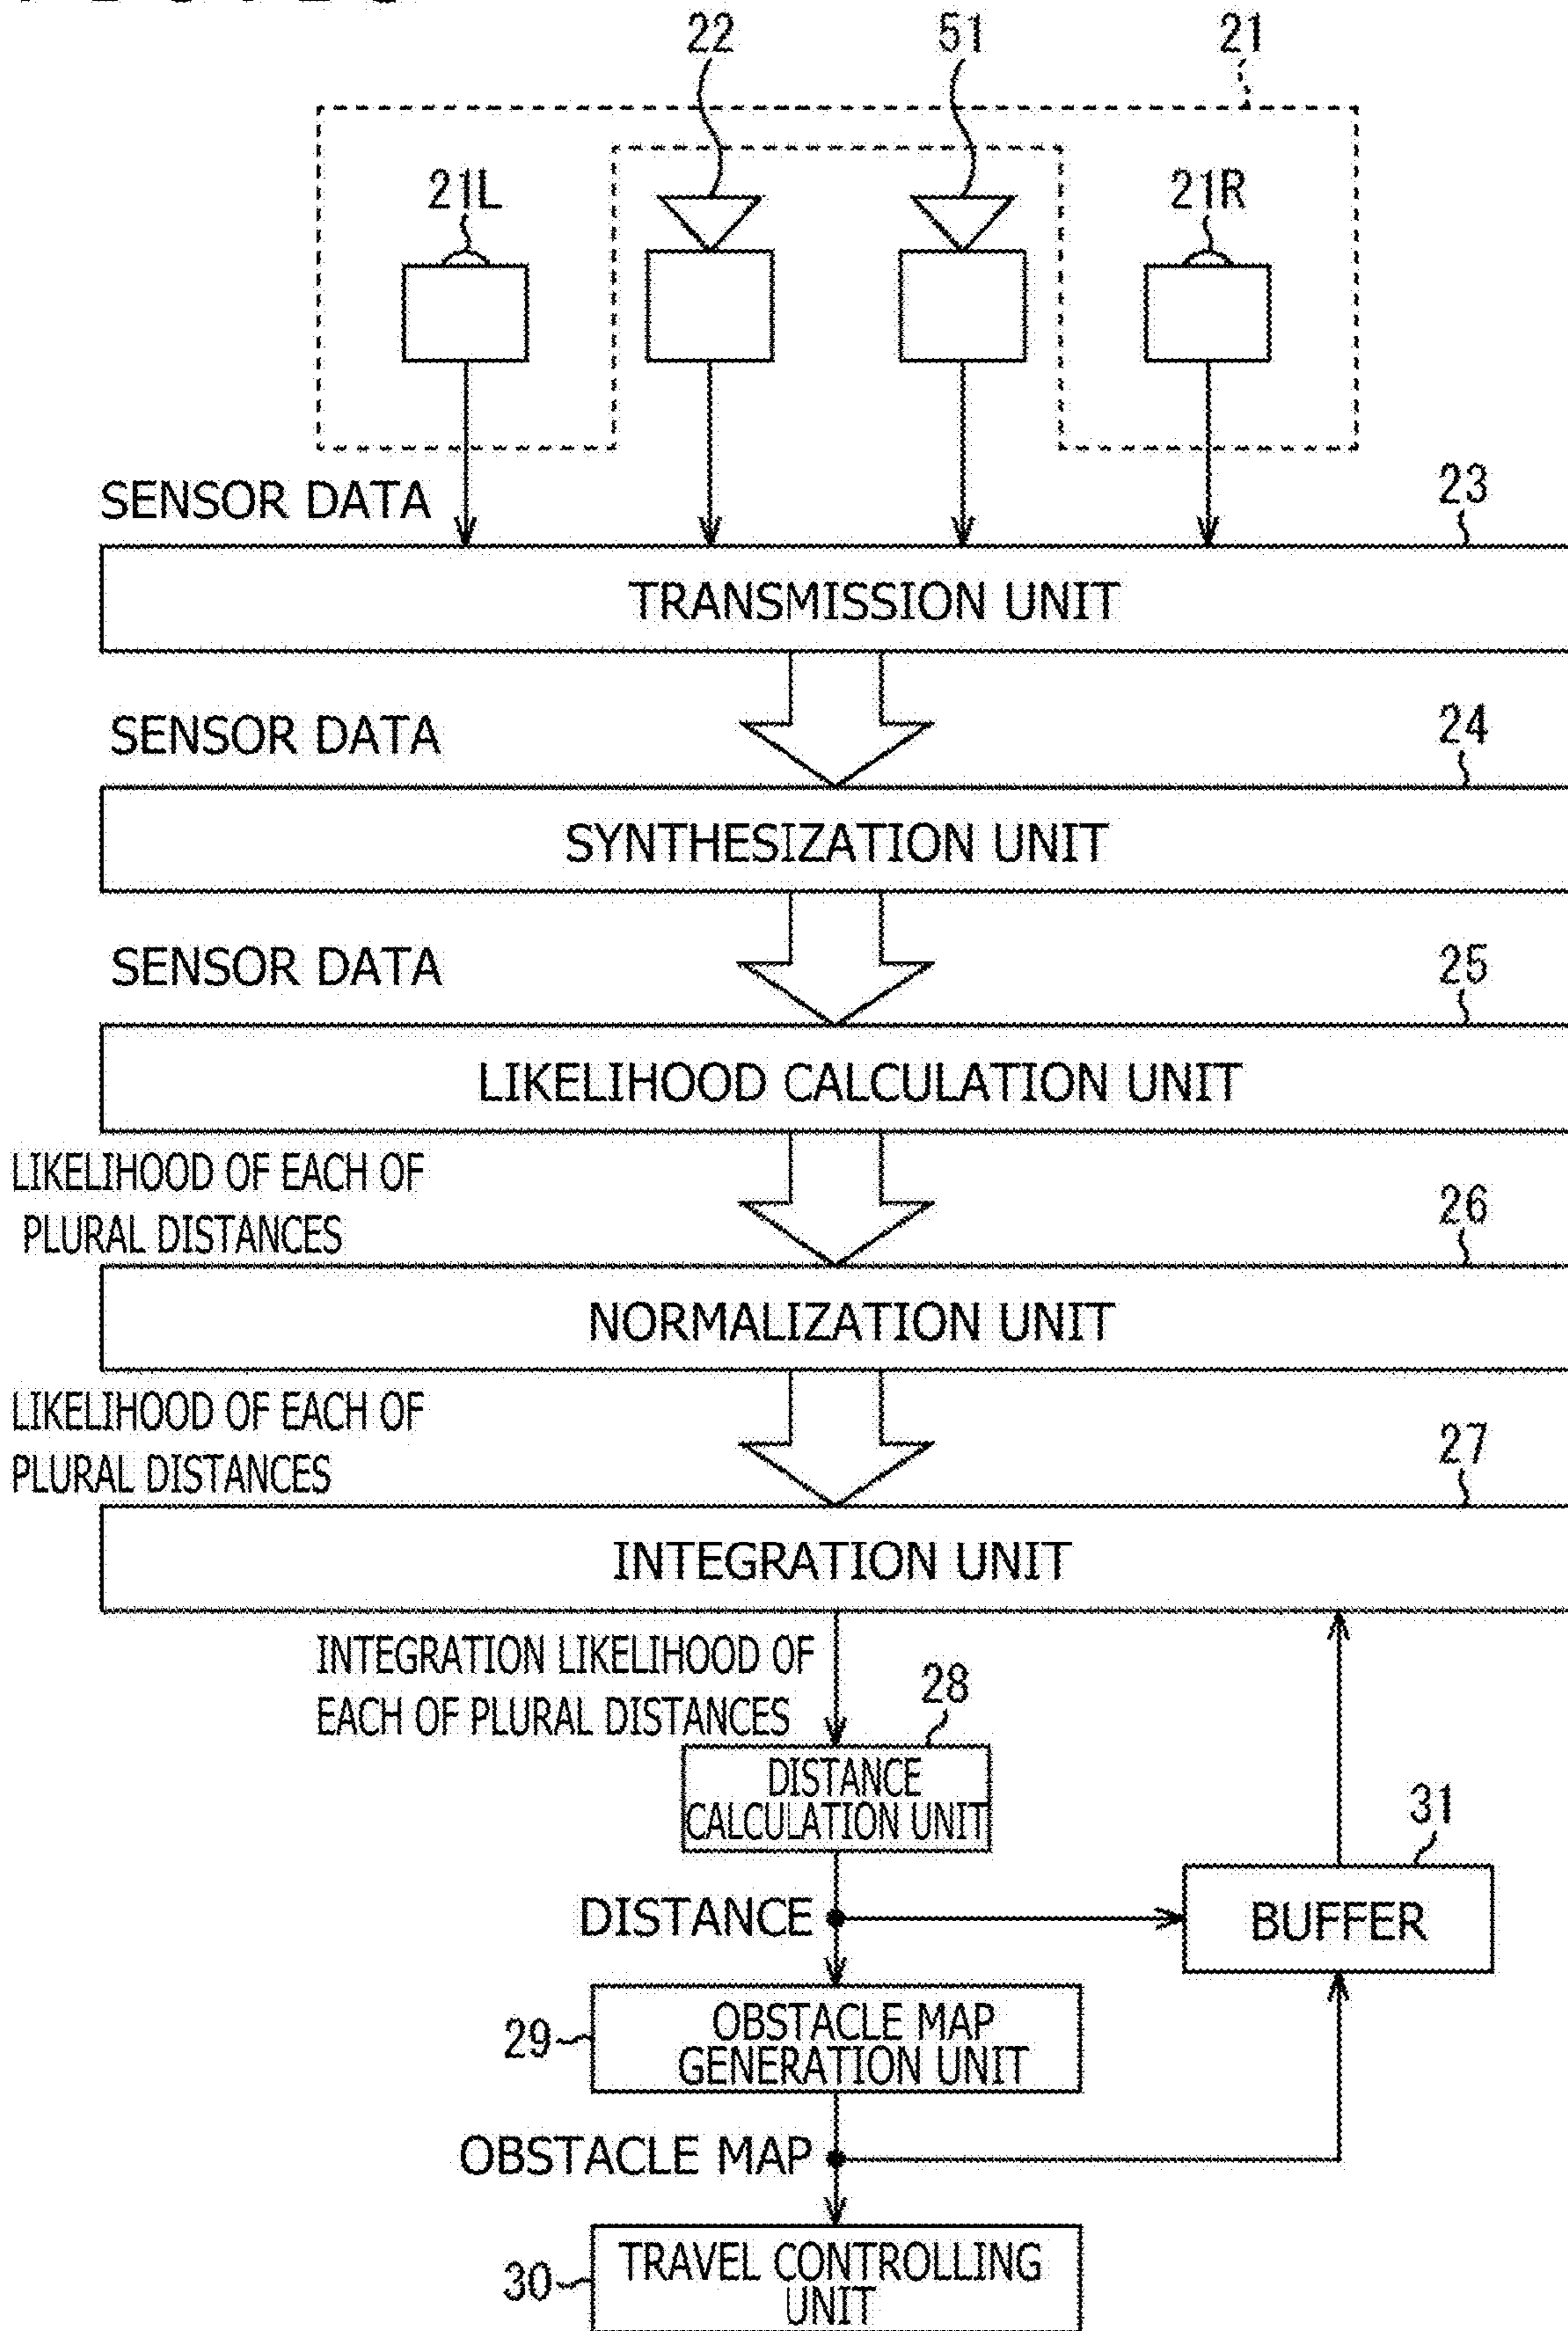 22
51
21
21L
21R
SENSOR DATA
23
TRANSMISSION UNIT
SENSOR DATA
24
SYNTHESIZATION UNIT
SENSOR DATA
25
LIKELIHOOD CALCULATION UNIT
LIKELIHOOD OF EACH OF
PLURAL DISTANCES
26
NORMALIZATION UNIT
LIKELIHOOD OF EACH OF
PLURAL DISTANCES
27
INTEGRATION UNIT
INTEGRATION LIKELIHOOD OF
EACH OF PLURAL DISTANCES
28
DISTANCE
CALCULATION UNIT
31
DISTANCE
BUFFER
29
OBSTACLE MAP
GENERATION UNIT
OBSTACLE MAP
30
TRAVEL CONTROLLING
UNIT